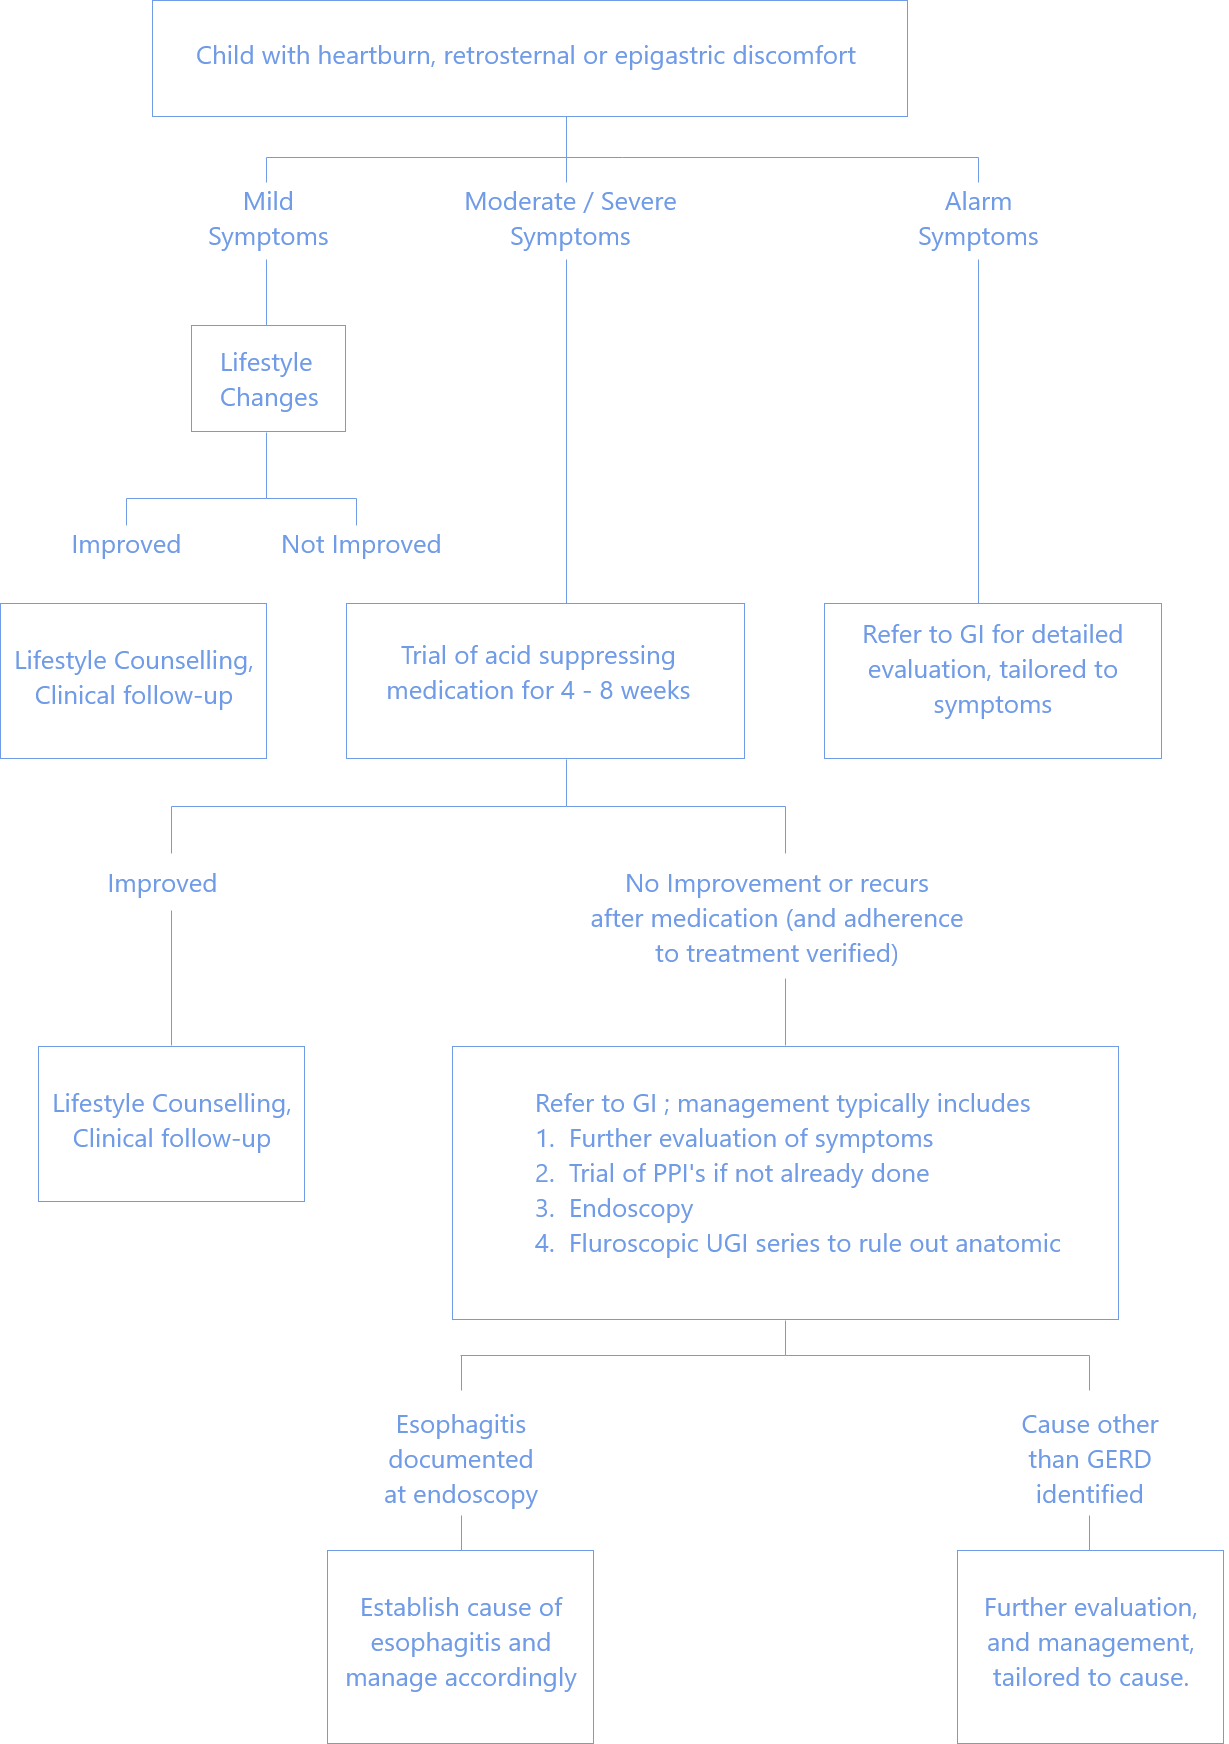 Child with heartburn, retrosternal or epigastric discomfort
Mild
Symptoms
Moderate / Severe
Symptoms
Alarm
Symptoms
Lifestyle
Changes
Improved
Not Improved
Lifestyle Counselling,
Clinical follow-up
Trial of acid suppressing
medication for 4 - 8 weeks
Refer to GI for detailed
evaluation, tailored to
symptoms
Improved
No Improvement or recurs
after medication (and adherence
to treatment verified)
Lifestyle Counselling,
Clinical follow-up
Refer to GI ; management typically includes
1. Further evaluation of symptoms
2. Trial of PPI's if not already done
3. Endoscopy
4. Fluroscopic UGI series to rule out anatomic
Esophagitis
documented
at endoscopy
Cause other
than GERD
identified
Establish cause of
esophagitis and
manage accordingly
Further evaluation,
and management,
tailored to cause.